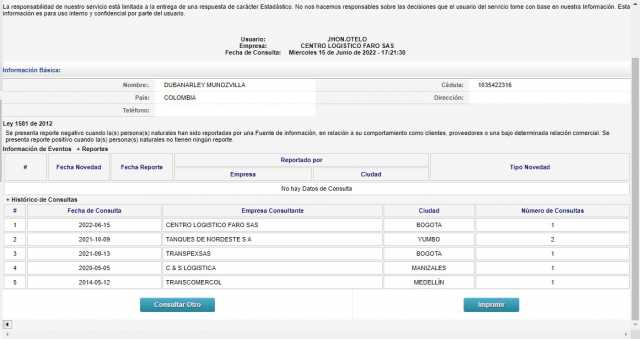 La responsabilidad de nuestro servicio está limitada a la entrega de una respuesta de carácter Estadástico. No nos hacemos responsables sobre las decisiones que el usuario del servicio tome con base en nuestra Información. Esta
información es para uso interno y confidencial por parte del usuario.
Usuario: JHON.OTELO
Empresa: CENTRO LOGISTICO FARO SAS
Fecha de Consulta: Miercoles 15 de Junio de 2022 - 17:21:30
Información Básica:
Nombre:. DUBANARLEY MUNOZVILLA Cédula: 1035422316
Pais: COLOMBIA Dirección:
Teléfono:
Ley 1581 de 2012
Se presenta reporte negativo cuando la(s) persona(s) naturales han sido reportadas por una Fuente de información, en relación a su comportamiento como clientes, proveedores o una bajo determinada relación comercial. Se
presenta reporte positivo cuando la(s) persona(s) naturales no tienen ningún reporte.
Información de Eventos + Reportes
# Fecha Novedad Fecha Reporte Reportado por Tipo Novedad
Empresa Ciudad
No hay Datos de Consulta
+ Histórico de Consultas
# Fecha de Consulta Empresa Consultante Ciudad Número de Consultas
1 2022-06-15 CENTRO LOGISTICO FARO SAS BOGOTA 1
2 2021-10-09 TANQUES DE NORDESTE S A YUMBO 2
3 2021-09-13 TRANSPEXSAS BOGOTA 1
4 2020-05-05 C & S LOGISTICA MANIZALES 1
5 2014-05-12 TRANSCOMERCOL MEDELLÍN 1
Consultar Otro Imprimir